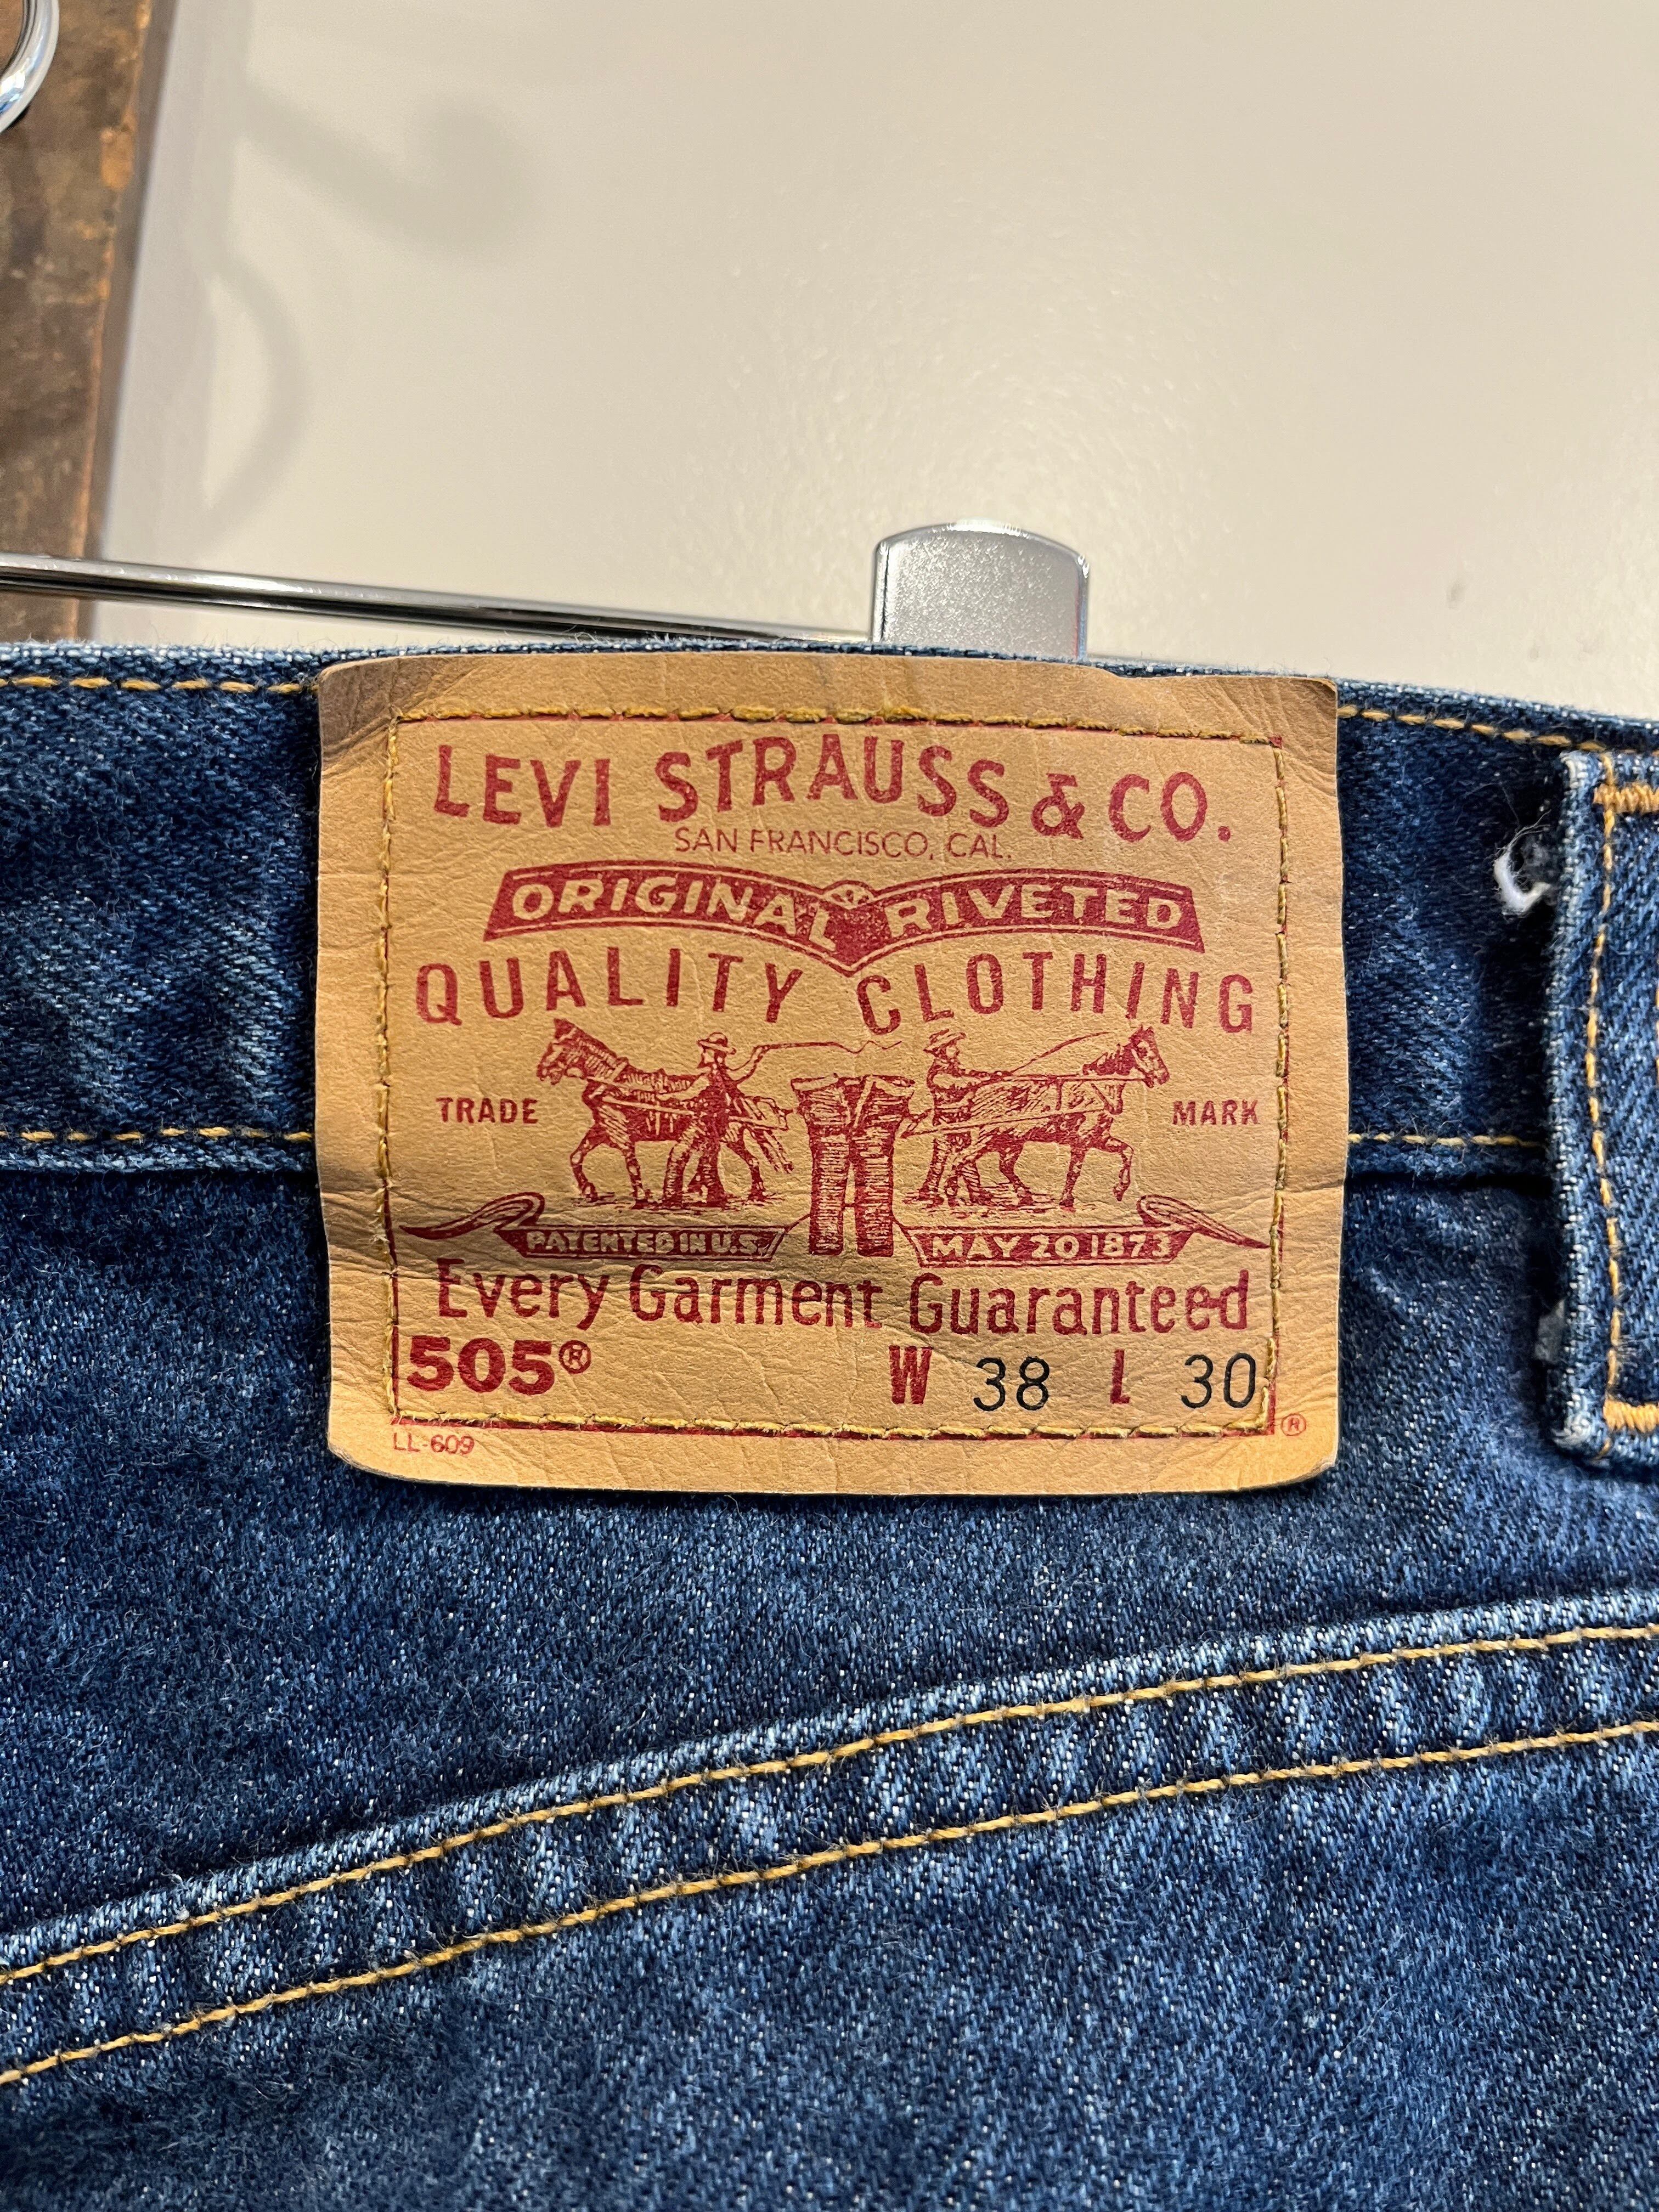 LEVI STRAUSS & CO.
SAN FRANCISCO, CAL.
ORIGINAL RIVETED
QUALITY CLOTHING
TRADE MARK
PATENTED IN U.S. MAY 20 1873
Every Garment Guaranteed
505® W 38 L 30
LL-609 ®